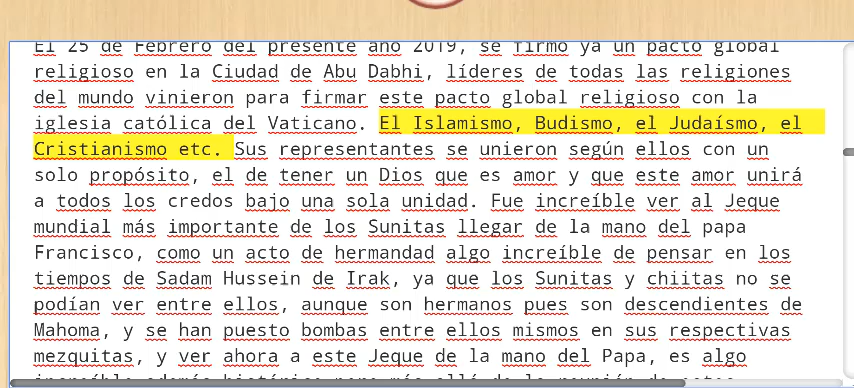 El 25 de Febrero del presente año 2019, se firmo ya un pacto global
religioso en la Ciudad de Abu Dabhi, líderes de todas las religiones
del mundo vinieron para firmar este pacto global religioso con la
iglesia católica del Vaticano. El Islamismo, Budismo, el Judaísmo, el
Cristianismo etc. Sus representantes se unieron según ellos con un
solo propósito, el de tener un Dios que es amor y que este amor unirá
a todos los credos bajo una sola unidad. Fue increíble ver al Jeque
mundial más importante de los Sunitas llegar de la mano del papa
Francisco, como un acto de hermandad algo increíble de pensar en los
tiempos de Sadam Hussein de Irak, ya que los Sunitas y chiitas no se
podían ver entre ellos, aunque son hermanos pues son descendientes de
Mahoma, y se han puesto bombas entre ellos mismos en sus respectivas
mezquitas, y ver ahora a este Jeque de la mano del Papa, es algo